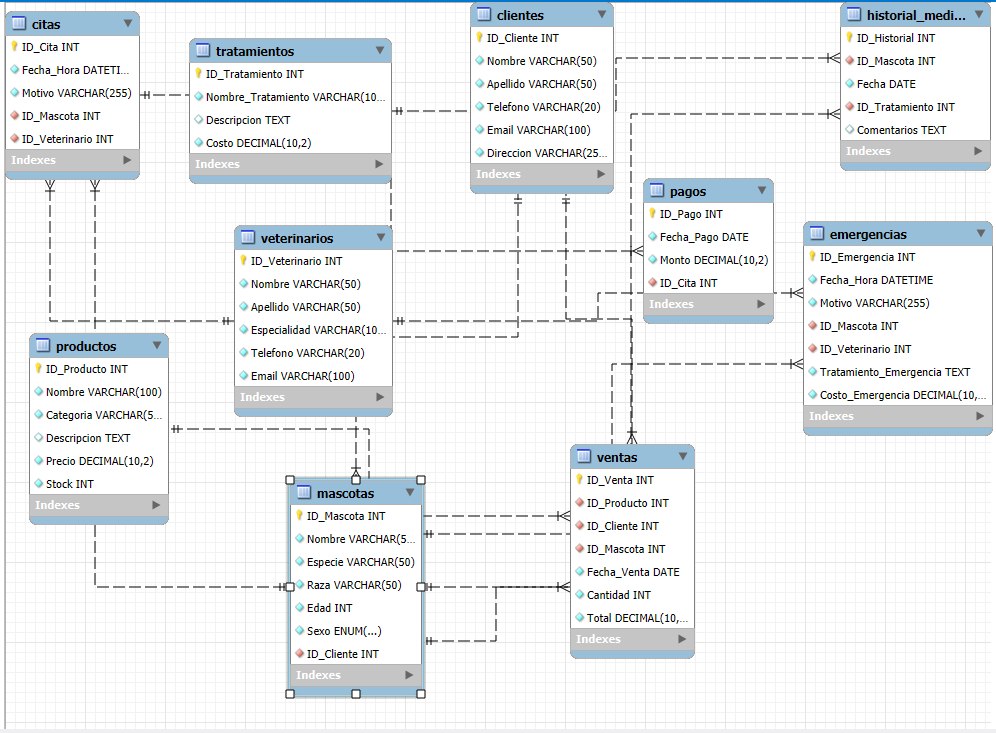 citas
ID_Cita INT
Fecha_Hora DATETI...
Motivo VARCHAR(255)
ID_Mascota INT
ID_Veterinario INT
Indexes
tratamientos
ID_Tratamiento INT
Nombre_Tratamiento VARCHAR(10...
Descripcion TEXT
Costo DECIMAL(10,2)
Indexes
clientes
ID_Cliente INT
Nombre VARCHAR(50)
Apellido VARCHAR(50)
Telefono VARCHAR(20)
Email VARCHAR(100)
Direccion VARCHAR(25...
Indexes
historial_medi...
ID_Historial INT
ID_Mascota INT
Fecha DATE
ID_Tratamiento INT
Comentarios TEXT
Indexes
veterinarios
ID_Veterinario INT
Nombre VARCHAR(50)
Apellido VARCHAR(50)
Especialidad VARCHAR(10...
Telefono VARCHAR(20)
Email VARCHAR(100)
Indexes
pagos
ID_Pago INT
Fecha_Pago DATE
Monto DECIMAL(10,2)
ID_Cita INT
Indexes
emergencias
ID_Emergencia INT
Fecha_Hora DATETIME
Motivo VARCHAR(255)
ID_Mascota INT
ID_Veterinario INT
Tratamiento_Emergencia TEXT
Costo_Emergencia DECIMAL(10,...
Indexes
productos
ID_Producto INT
Nombre VARCHAR(100)
Categoria VARCHAR(5...
Descripcion TEXT
Precio DECIMAL(10,2)
Stock INT
Indexes
mascotas
ID_Mascota INT
Nombre VARCHAR(5...
Especie VARCHAR(50)
Raza VARCHAR(50)
Edad INT
Sexo ENUM(...)
ID_Cliente INT
Indexes
ventas
ID_Venta INT
ID_Producto INT
ID_Cliente INT
ID_Mascota INT
Fecha_Venta DATE
Cantidad INT
Total DECIMAL(10,...
Indexes